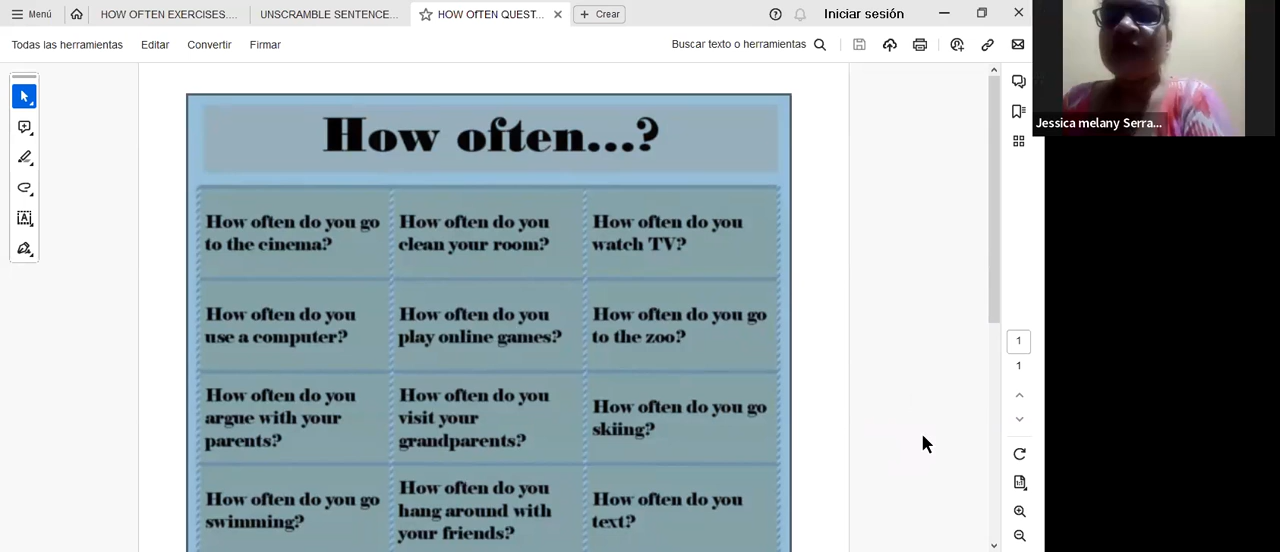 Menú
HOW OFTEN EXERCISES....
UNSCRAMBLE SENTENCE...
HOW OfTEN QUEST...
Crear
Iniciar sesión
Todas las herramientas
Editar
Convertir
Firmar
Buscar texto o herramientas
Jessica melany Serra...
How often...?
How often do you go
to the cinema?
How often do you
clean your room?
How often do you
watch TV?
How often do you
use a computer?
How often do you
play online games?
How often do you go
to the zoo?
How often do you
argue with your
parents?
How often do you
visit your
grandparents?
How often do you go
skiing?
How often do you go
swimming?
How often do you
hang around with
your friends?
How often do you
text?
1
1